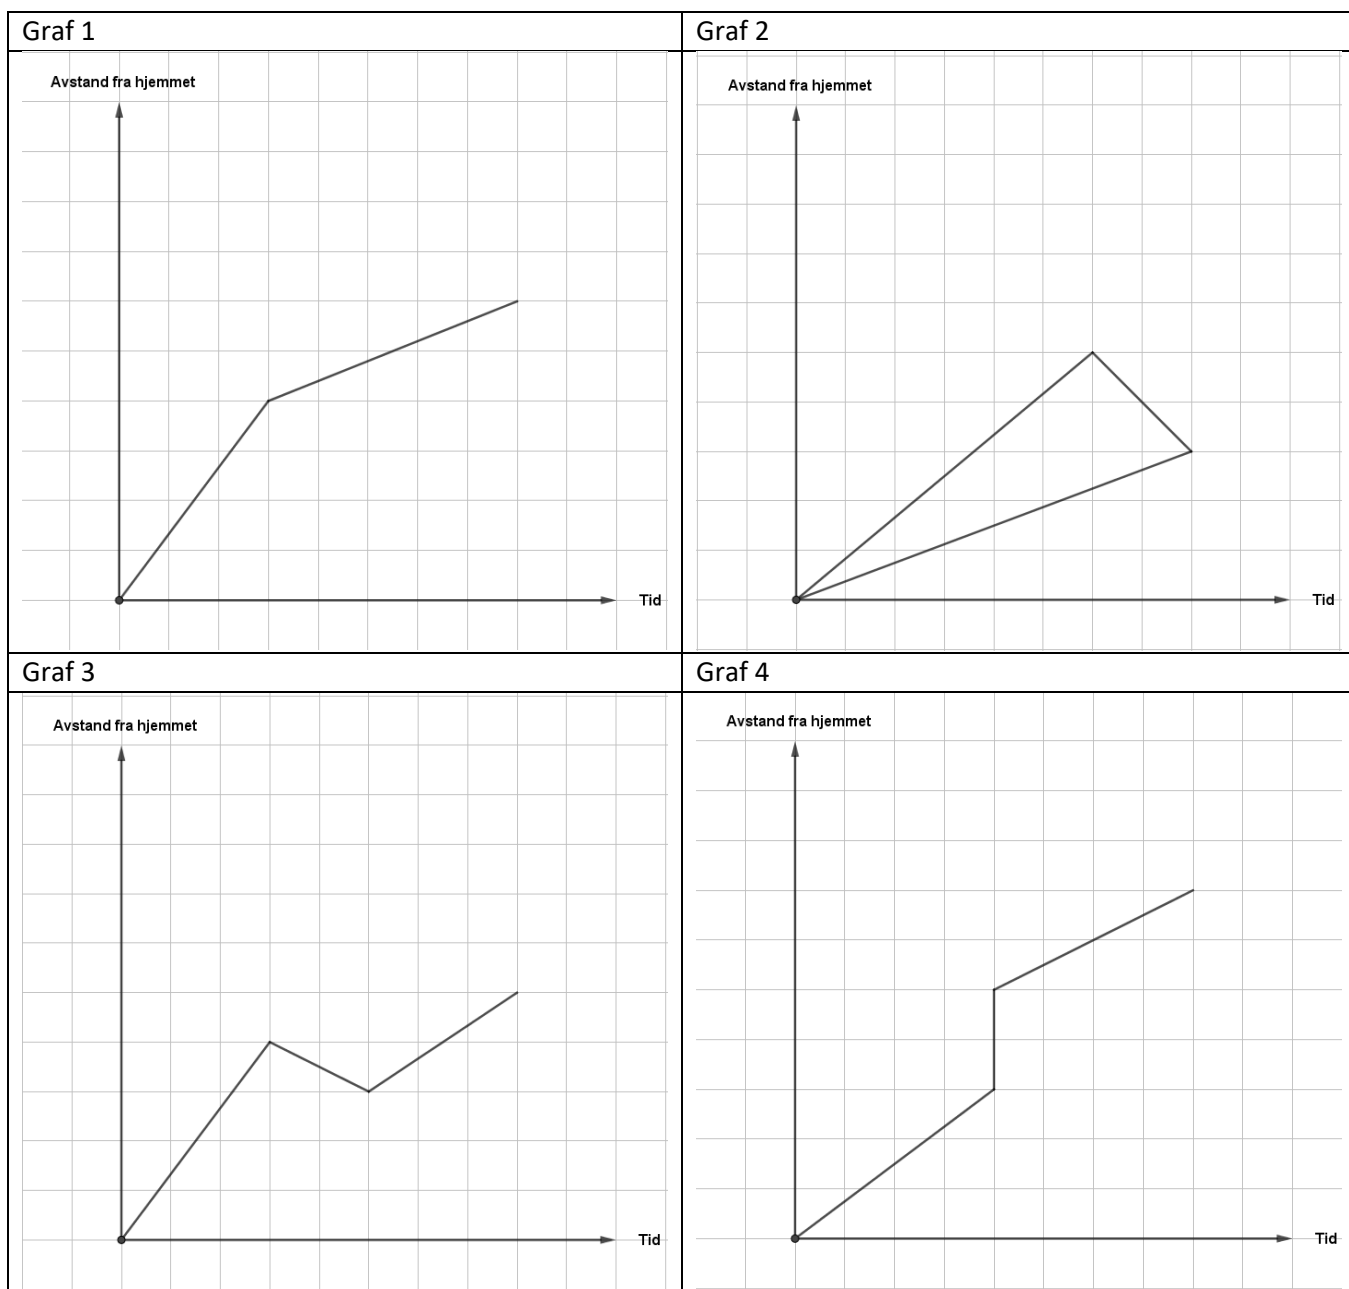 Graf 1
Graf 2
Avstand fra hjemmet
Tid
Avstand fra hjemmet
Tid
Graf 3
Graf 4
Avstand fra hjemmet
Tid
Avstand fra hjemmet
Tid